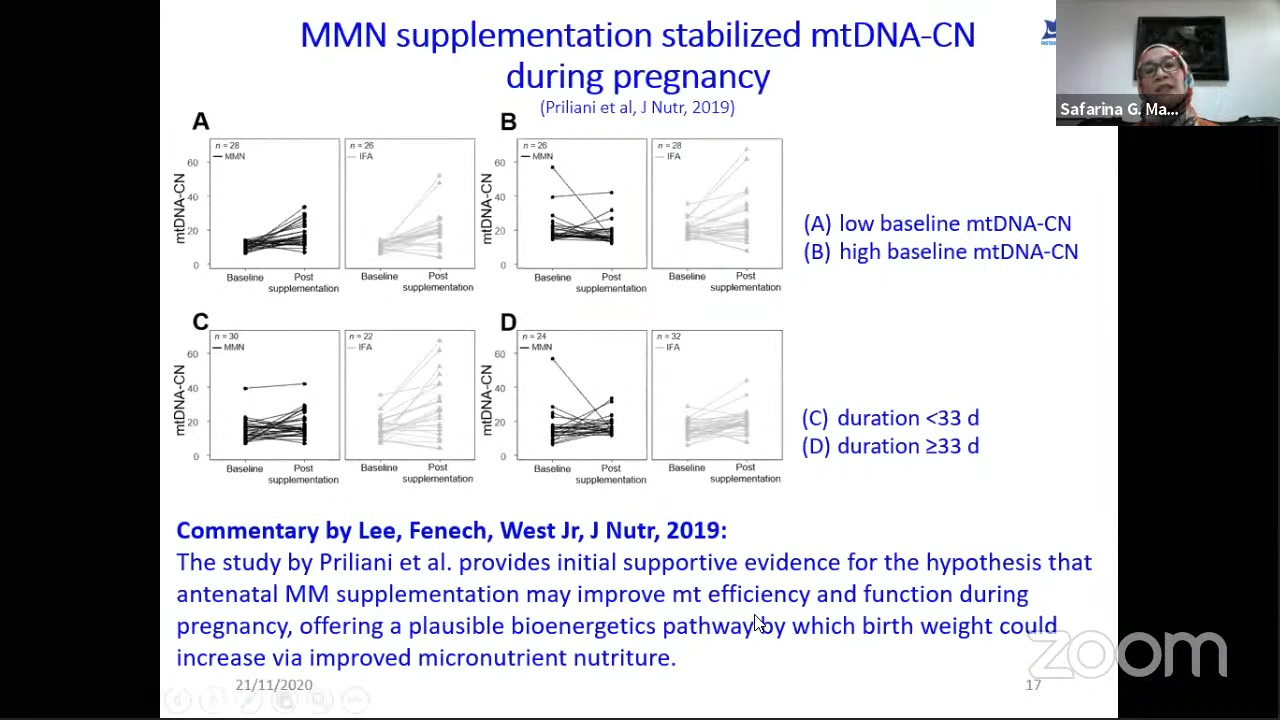 MMN supplementation stabilized mtDNA-CN
during pregnancy
(Priliani et al, J Nutr, 2019)
Safarina G. Ma...
A
n = 28
MMN
n = 26
IFA
mtDNA-CN
60
40
20
0
Baseline
Post
supplementation
Baseline
Post
supplementation
B
n = 26
MMN
n = 28
IFA
mtDNA-CN
60
40
20
0
Baseline
Post
supplementation
Baseline
Post
supplementation
(A) low baseline mtDNA-CN
(B) high baseline mtDNA-CN
C
n = 30
MMN
n = 22
IFA
mtDNA-CN
60
40
20
0
Baseline
Post
supplementation
Baseline
Post
supplementation
D
n = 24
MMN
n = 32
IFA
mtDNA-CN
60
40
20
0
Baseline
Post
supplementation
Baseline
Post
supplementation
(C) duration <33 d
(D) duration ≥33 d
Commentary by Lee, Fenech, West Jr, J Nutr, 2019:
The study by Priliani et al. provides initial supportive evidence for the hypothesis that
antenatal MM supplementation may improve mt efficiency and function during
pregnancy, offering a plausible bioenergetics pathway by which birth weight could
increase via improved micronutrient nutriture.
21/11/2020
17
zoom